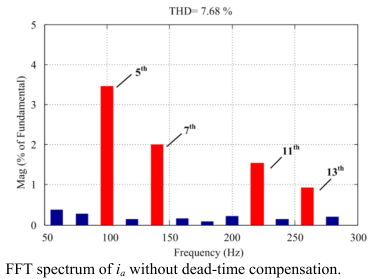 THD= 7.68 %
5
4
3
2
1
0
Mag (% of Fundamental)
5th
7th
11th
13th
50 100 150 200 250 300
Frequency (Hz)
FFT spectrum of ia without dead-time compensation.